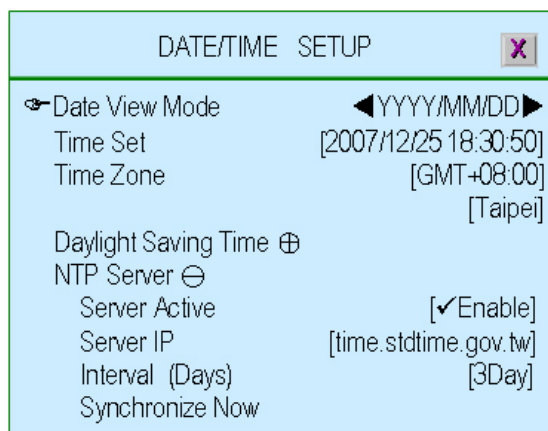 DATE/TIME SETUP X
Date View Mode ◀YYYY/MM/DD▶
Time Set [2007/12/25 18:30:50]
Time Zone [GMT+08:00]
[Taipei]
Daylight Saving Time ⊕
NTP Server ⊖
Server Active [✔Enable]
Server IP [time.stdtime.gov.tw]
Interval (Days) [3Day]
Synchronize Now